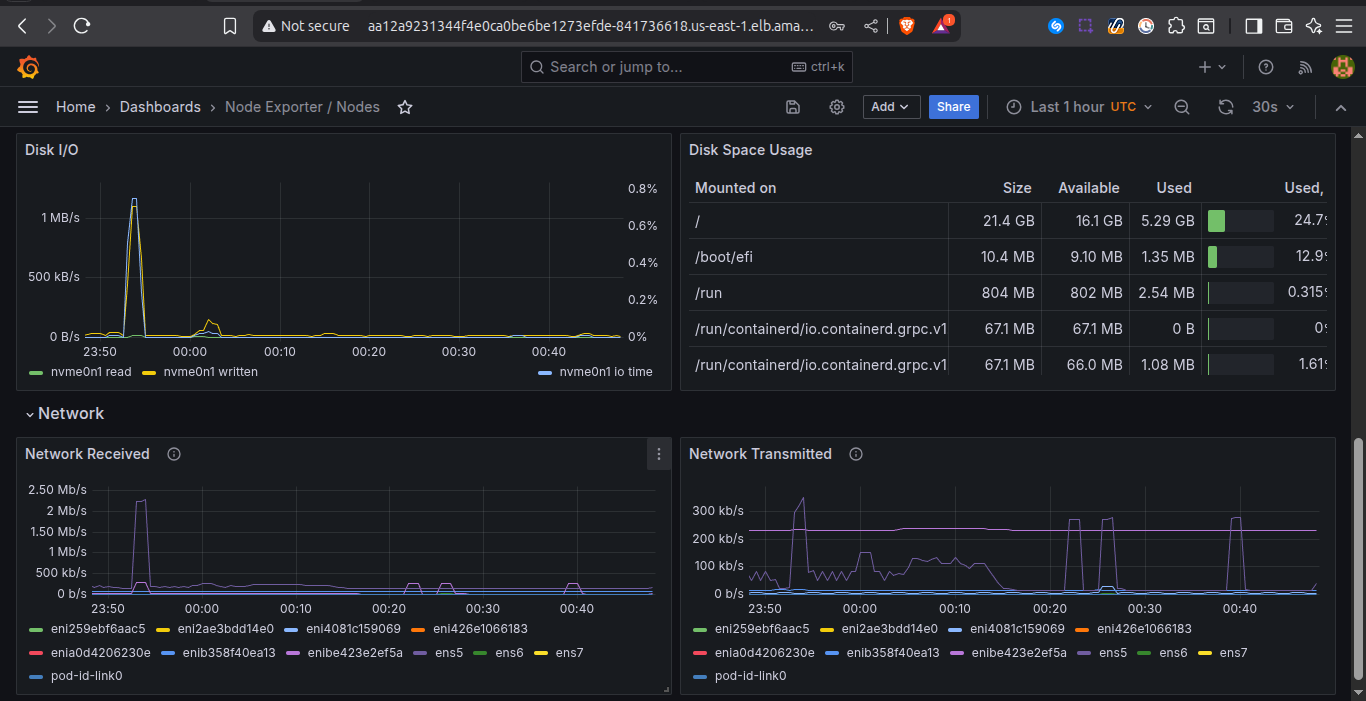 Not secure aa12a9231344f4e0ca0be6be1273efde-841736618.us-east-1.elb.ama... 1
Search or jump to... ctrl+k
Home › Dashboards › Node Exporter / Nodes Add Share Last 1 hour UTC 30s
Disk I/O
0.8%
1 MB/s
0.6%
0.4%
500 kB/s
0.2%
0 B/s 0%
23:50 00:00 00:10 00:20 00:30 00:40
nvme0n1 read nvme0n1 written nvme0n1 io time
Disk Space Usage
Mounted on Size Available Used Used,
/ 21.4 GB 16.1 GB 5.29 GB 24.7%
/boot/efi 10.4 MB 9.10 MB 1.35 MB 12.9%
/run 804 MB 802 MB 2.54 MB 0.315%
/run/containerd/io.containerd.grpc.v1 67.1 MB 67.1 MB 0 B 0%
/run/containerd/io.containerd.grpc.v1 67.1 MB 66.0 MB 1.08 MB 1.61%
Network
Network Received
2.50 Mb/s
2 Mb/s
1.50 Mb/s
1 Mb/s
500 kb/s
0 b/s
23:50 00:00 00:10 00:20 00:30 00:40
eni259ebf6aac5 eni2ae3bdd14e0 eni4081c159069 eni426e1066183
enia0d4206230e enib358f40ea13 enibe423e2ef5a ens5 ens6 ens7
pod-id-link0
Network Transmitted
300 kb/s
200 kb/s
100 kb/s
0 b/s
23:50 00:00 00:10 00:20 00:30 00:40
eni259ebf6aac5 eni2ae3bdd14e0 eni4081c159069 eni426e1066183
enia0d4206230e enib358f40ea13 enibe423e2ef5a ens5 ens6 ens7
pod-id-link0